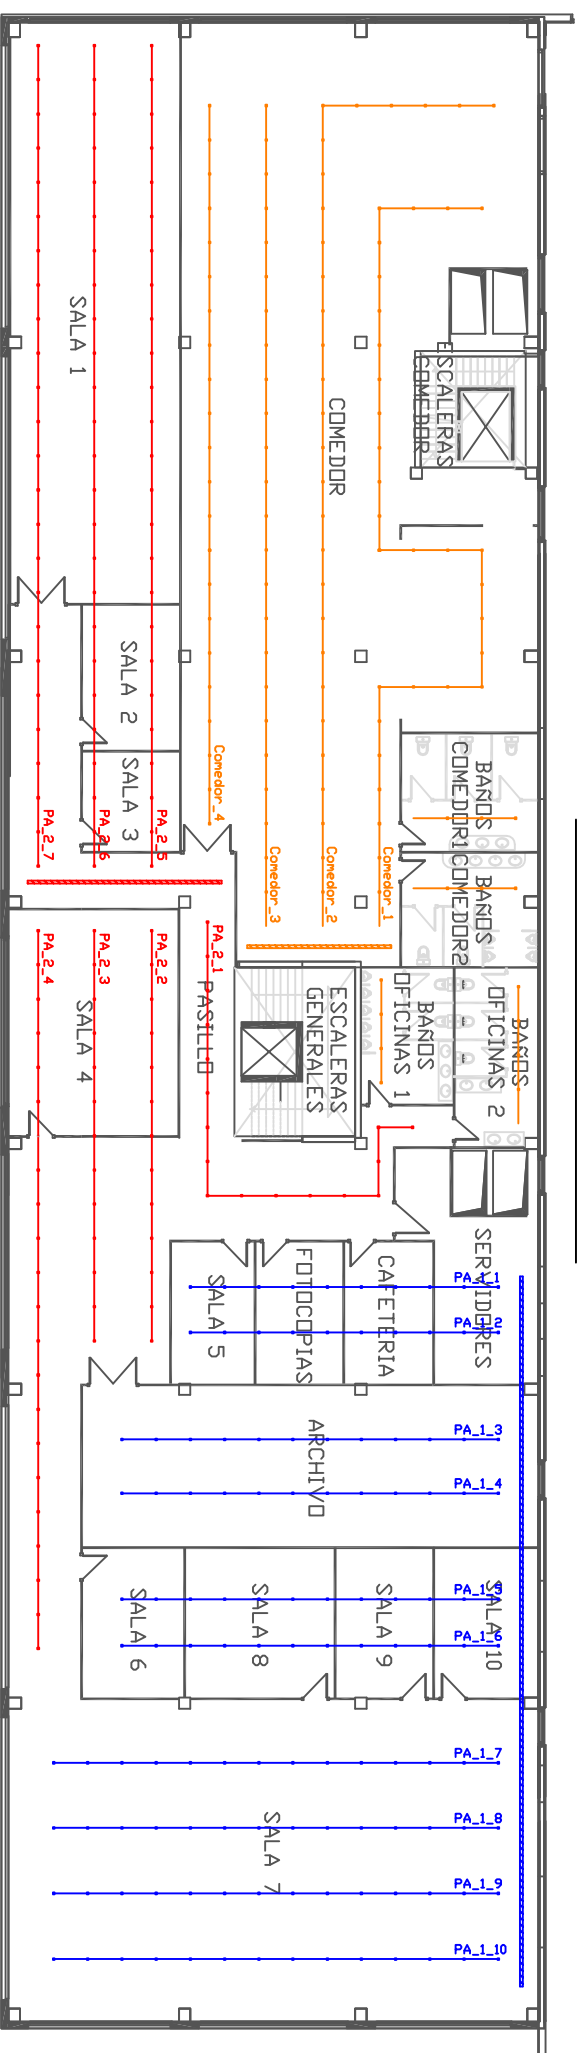 SALA 1
ESCALERAS
COMEDOR
COMEDOR
SALA 2
SALA 3
Comedor_4
Comedor_3
Comedor_2
Comedor_1
BAÑOS
COMEDOR1
BAÑOS
COMEDOR2
PA_2_7
PA_2_6
PA_2_5
PA_2_4
PA_2_3
PA_2_2
PA_2_1
SALA 4
PASILLO
ESCALERAS
GENERALES
BAÑOS
OFICINAS 1
BAÑOS
OFICINAS 2
SERVIDORES
CAFETERIA
FOTOCOPIAS
SALA 5
PA_1_1
PA_1_2
PA_1_3
ARCHIVO
PA_1_4
PA_1_5
PA_1_6
SALA 6
SALA 8
SALA 9
SALA 10
PA_1_7
PA_1_8
SALA 7
PA_1_9
PA_1_10